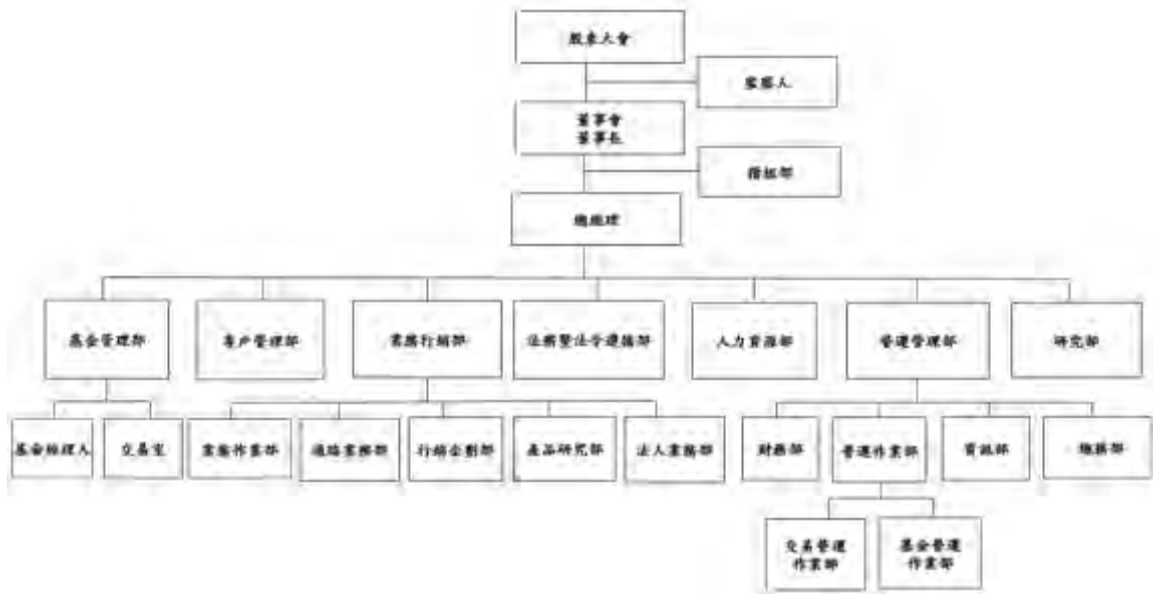 股東大會
監察人
董事會
董事長
稽核部
總經理
基金管理部
專戶管理部
業務行銷部
法務暨法令遵循部
人力資源部
營運管理部
研究部
基金經理人
交易室
業務作業部
通路業務部
行銷企劃部
產品研究部
法人業務部
財務部
營運作業部
資訊部
總務部
交易營運
作業部
基金營運
作業部